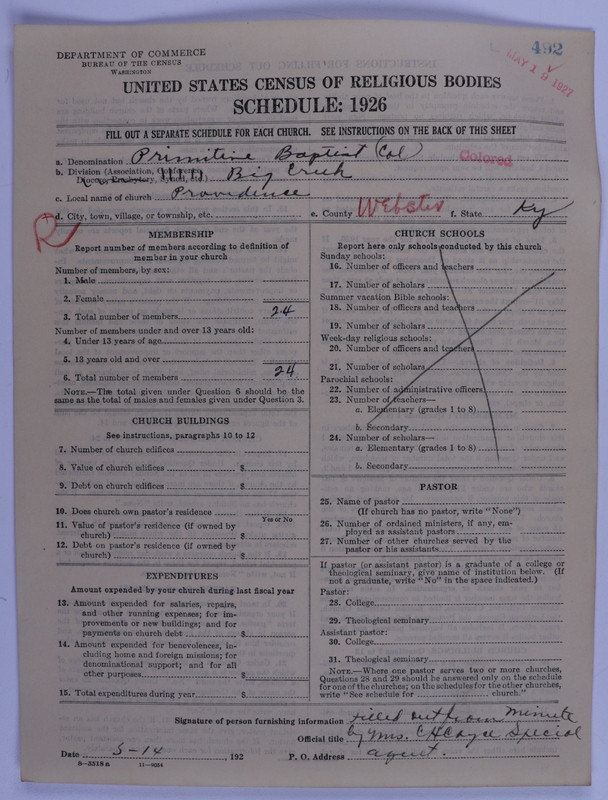 492
MAY 19 1927
DEPARTMENT OF COMMERCE
BUREAU OF THE CENSUS
WASHINGTON
UNITED STATES CENSUS OF RELIGIOUS BODIES
SCHEDULE: 1926
FILL OUT A SEPARATE SCHEDULE FOR EACH CHURCH. SEE INSTRUCTIONS ON THE BACK OF THIS SHEET
a. Denomination Primitive Baptist (Col
Colored
b. Division (Association, Conference, Diocese, Presbytery, Synod, etc.) Big Creek
c. Local name of church Providence
d. City, town, village, or township, etc. e. County Webster f. State Ky
R
MEMBERSHIP
Report number of members according to definition of
member in your church
Number of members, by sex:
1. Male
2. Female
3. Total number of members 24
Number of members under and over 13 years old:
4. Under 13 years of age
5. 13 years old and over
6. Total number of members 24
NOTE.—The total given under Question 6 should be the
same as the total of males and females given under Question 3.
CHURCH BUILDINGS
See instructions, paragraphs 10 to 12
7. Number of church edifices
8. Value of church edifices $
9. Debt on church edifices $
10. Does church own pastor's residence
Yes or No
11. Value of pastor's residence (if owned by
church) $
12. Debt on pastor's residence (if owned by
church) $
EXPENDITURES
Amount expended by your church during last fiscal year
13. Amount expended for salaries, repairs,
and other running expenses; for im-
provements or new buildings; and for
payments on church debt $
14. Amount expended for benevolences, in-
cluding home and foreign missions; for
denominational support; and for all
other purposes $
15. Total expenditures during year $
CHURCH SCHOOLS
Report here only schools conducted by this church
Sunday schools:
16. Number of officers and teachers
17. Number of scholars
Summer vacation Bible schools:
18. Number of officers and teachers
19. Number of scholars
Week-day religious schools:
20. Number of officers and teachers
21. Number of scholars
Parochial schools:
22. Number of administrative officers
23. Number of teachers—
a. Elementary (grades 1 to 8)
b. Secondary
24. Number of scholars—
a. Elementary (grades 1 to 8)
b. Secondary
PASTOR
25. Name of pastor
(If church has no pastor, write "None")
26. Number of ordained ministers, if any, em-
ployed as assistant pastors
27. Number of other churches served by the
pastor or his assistants
If pastor (or assistant pastor) is a graduate of a college or
theological seminary, give name of institution below. (If
not a graduate, write "No" in the space indicated.)
Pastor:
28. College
29. Theological seminary
Assistant pastor:
30. College
31. Theological seminary
NOTE.—Where one pastor serves two or more churches,
Questions 28 and 29 should be answered only on the schedule
for one of the churches; on the schedules for the other churches,
write "See schedule for church."
Signature of person furnishing information Filled out from Minute
Official title by Mrs. C H Cayce Special
Date 5-14, 192 P. O. Address agent.
8—5518 a 11—9054